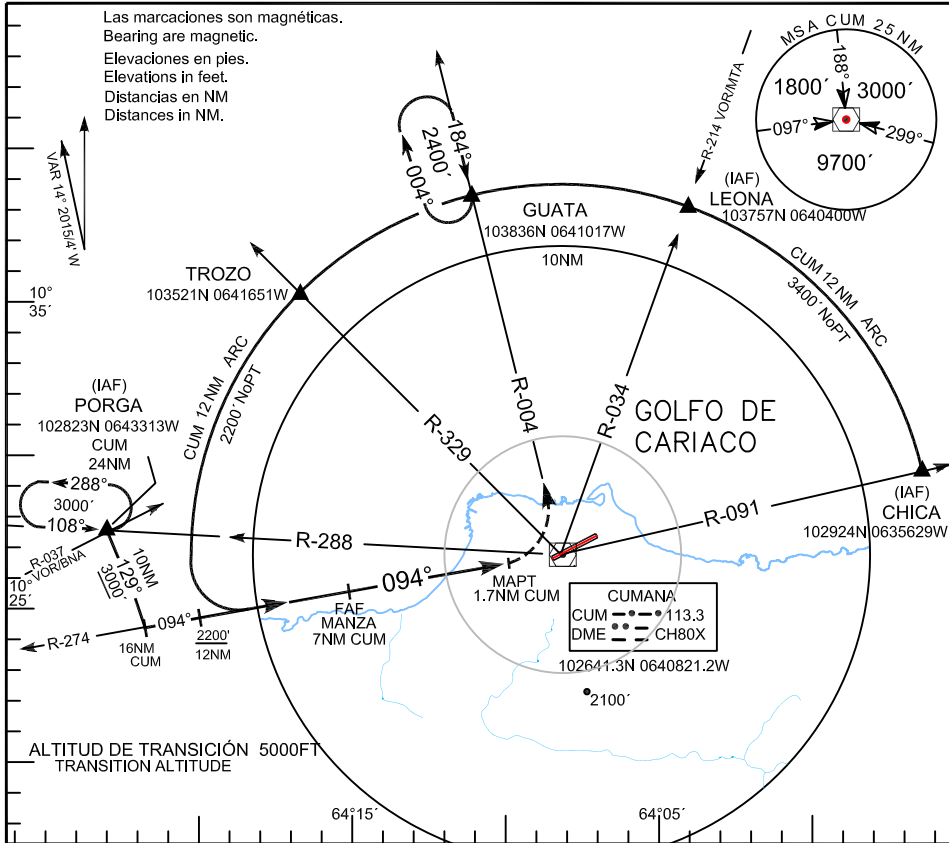 Las marcaciones son magnéticas.
Bearing are magnetic.
Elevaciones en pies.
Elevations in feet.
Distancias en NM
Distances in NM.
MSA CUM 25 NM
188°
1800´
3000´
097°
299°
9700´
VAR 14° 2015/4' W
184°
2400'
004°
R-214 VOR/MTA
(IAF)
LEONA
103757N 0640400W
GUATA
103836N 0641017W
10NM
TROZO
103521N 0641651W
CUM 12 NM ARC
3400´NoPT
CUM 12 NM ARC
2200´NoPT
10°
35´
(IAF)
PORGA
102823N 0643313W
CUM
24NM
288°
3000´
108°
R-037
VOR/BNA
10NM
129°
3000´
R-004
R-034
R-329
GOLFO DE
CARIACO
R-091
(IAF)
CHICA
102924N 0635629W
R-288
10°
25´
094°
MAPT
1.7NM CUM
FAF
MANZA
7NM CUM
094°
R-274
16NM
CUM
2200'
12NM
CUMANA
CUM 113.3
DME CH80X
102641.3N 0640821.2W
2100´
ALTITUD DE TRANSICIÓN 5000FT
TRANSITION ALTITUDE
64°15´
64°05´